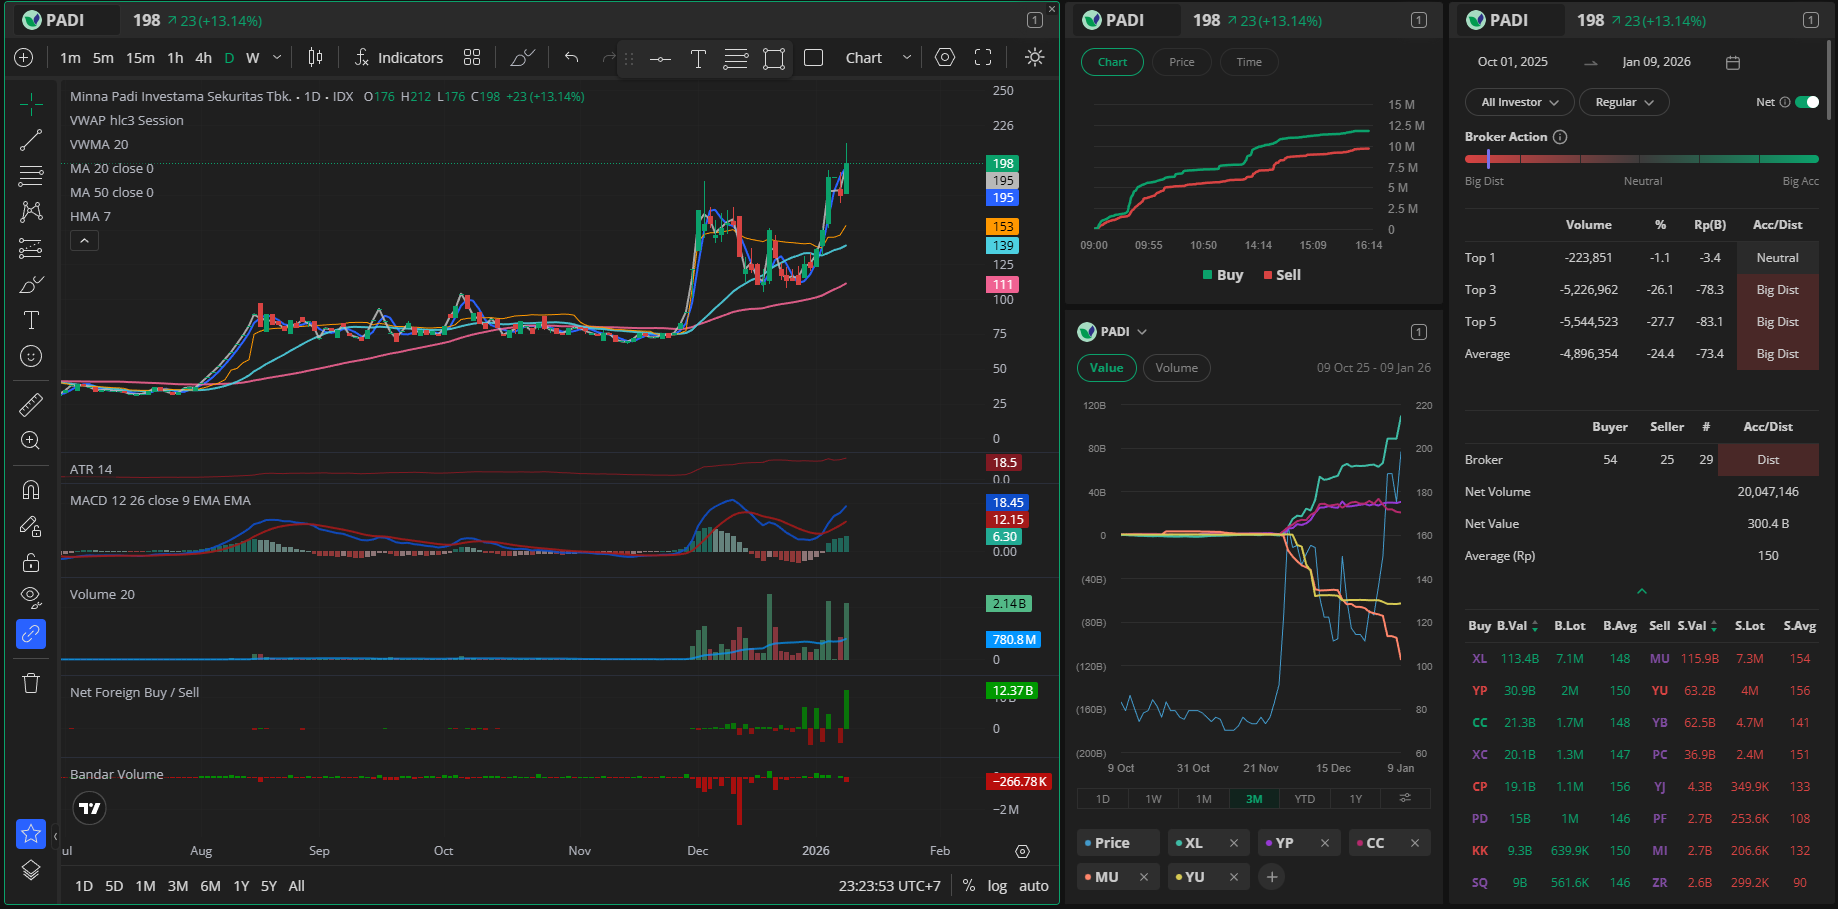 PADI 198 ↗ 23 (+13.14%) 1
1m 5m 15m 1h 4h D W Indicators Chart
Minna Padi Investama Sekuritas Tbk. • 1D • IDX O176 H212 L176 C198 +23 (+13.14%)
VWAP hlc3 Session
VWMA 20
MA 20 close 0
MA 50 close 0
HMA 7
250
226
198
195
195
153
139
125
111
100
75
50
25
0
ATR 14
18.5
0.0
MACD 12 26 close 9 EMA EMA
18.45
12.15
6.30
0.00
Volume 20
2.14 B
780.8 M
0
Net Foreign Buy / Sell
12.37 B
0
Bandar Volume
−266.78 K
−2 M
ul Aug Sep Oct Nov Dec 2026 Feb
1D 5D 1M 3M 6M 1Y 5Y All 23:23:53 UTC+7 % log auto
PADI 198 ↗ 23 (+13.14%) 1
Chart Price Time
15 M
12.5 M
10 M
7.5 M
5 M
2.5 M
0
09:00 09:55 10:50 14:14 15:09 16:14
Buy Sell
PADI 1
Value Volume 09 Oct 25 - 09 Jan 26
120B 220
80B 200
40B 180
0 160
(40B) 140
(80B) 120
(120B) 100
(160B) 80
(200B) 60
9 Oct 31 Oct 21 Nov 15 Dec 9 Jan
1D 1W 1M 3M YTD 1Y
Price XL YP CC
MU YU
PADI 198 ↗ 23 (+13.14%) 1
Oct 01, 2025 Jan 09, 2026
All Investor Regular Net
Broker Action
Big Dist Neutral Big Acc
Volume % Rp(B) Acc/Dist
Top 1 -223,851 -1.1 -3.4 Neutral
Top 3 -5,226,962 -26.1 -78.3 Big Dist
Top 5 -5,544,523 -27.7 -83.1 Big Dist
Average -4,896,354 -24.4 -73.4 Big Dist
Buyer Seller # Acc/Dist
Broker 54 25 29 Dist
Net Volume 20,047,146
Net Value 300.4 B
Average (Rp) 150
Buy B.Val B.Lot B.Avg Sell S.Val S.Lot S.Avg
XL 113.4B 7.1M 148 MU 115.9B 7.3M 154
YP 30.9B 2M 150 YU 63.2B 4M 156
CC 21.3B 1.7M 148 YB 62.5B 4.7M 141
XC 20.1B 1.3M 147 PC 36.9B 2.4M 151
CP 19.1B 1.1M 156 YJ 4.3B 349.9K 133
PD 15B 1M 146 PF 2.7B 253.6K 108
KK 9.3B 639.9K 150 MI 2.7B 206.6K 132
SQ 9B 561.6K 146 ZR 2.6B 299.2K 90